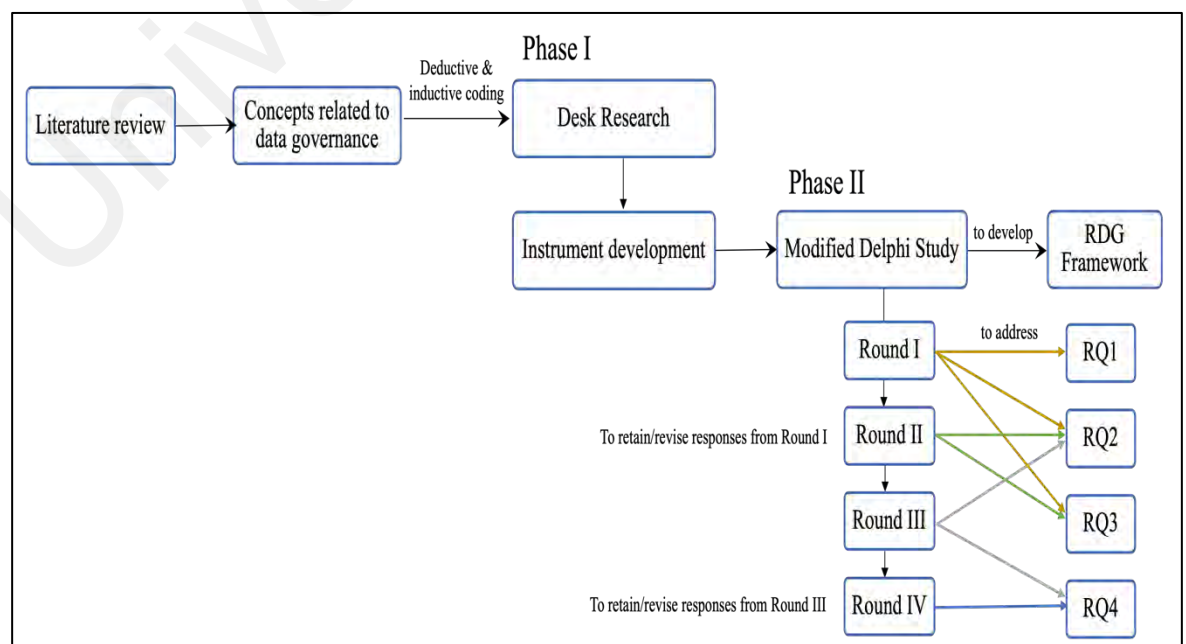 Phase I
Deductive &
inductive coding
Literature review
Concepts related to
data governance
Desk Research
Phase II
Instrument development
Modified Delphi Study
to develop
RDG
Framework
to address
Round I
RQ1
To retain/revise responses from Round I
Round II
RQ2
Round III
RQ3
To retain/revise responses from Round III
Round IV
RQ4